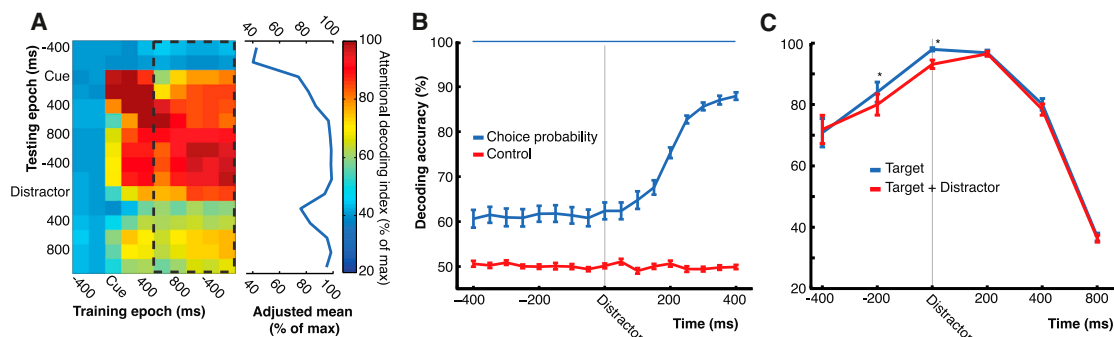 A
Testing epoch (ms)
-400
Cue
400
800
-400
Distractor
400
800
-400
Cue
400
800
-400
Training epoch (ms)
40
80
100
40
80
100
Adjusted mean
(% of max)
100
80
60
40
20
Attentional decoding index (% of max)
B
Decoding accuracy (%)
100
90
80
70
60
50
Choice probability
Control
−400
−200
Distractor
200
400
Time (ms)
C
100
80
60
40
20
*
*
Target
Target + Distractor
-400
-200
Distractor
200
400
800
Time (ms)